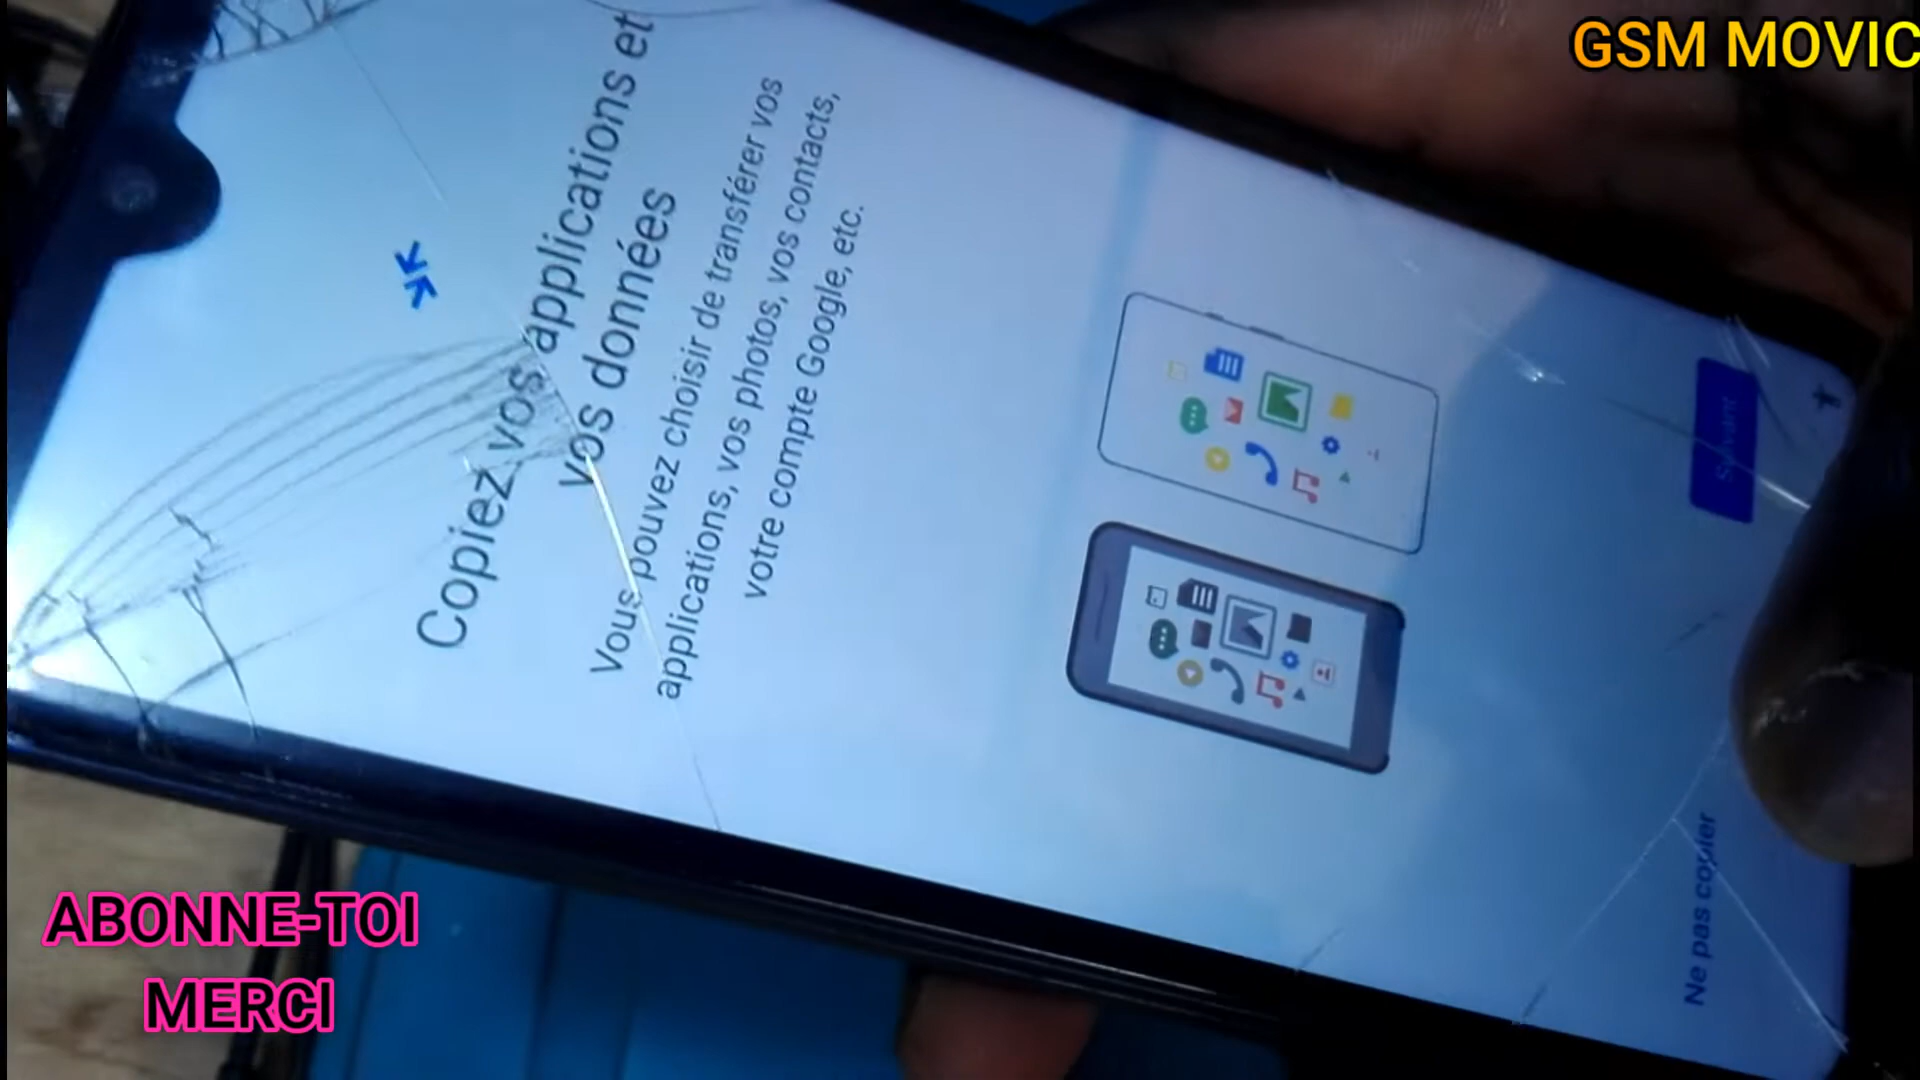 GSM MOVIC
Copiez vos applications et
vos données
Vous pouvez choisir de transférer vos
applications, vos photos, vos contacts,
votre compte Google, etc.
Ne pas copier
Suivant
ABONNE-TOI
MERCI